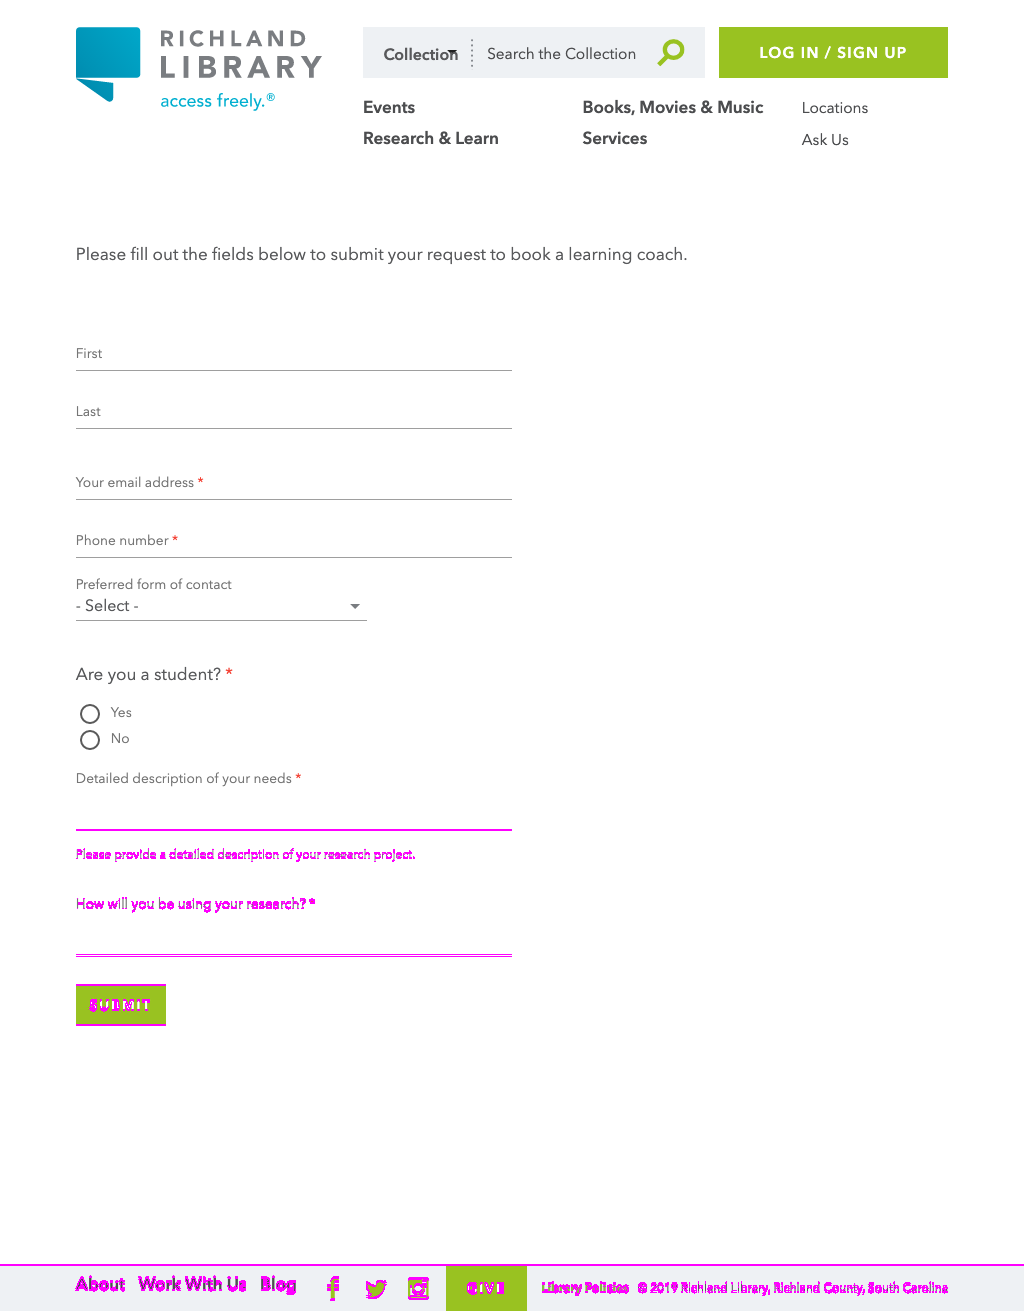 RICHLAND
LIBRARY
access freely.®
Collection
Search the Collection
LOG IN / SIGN UP
Events
Books, Movies & Music
Locations
Research & Learn
Services
Ask Us
Please fill out the fields below to submit your request to book a learning coach.
First
Last
Your email address *
Phone number *
Preferred form of contact
- Select -
Are you a student? *
Yes
No
Detailed description of your needs *
Please provide a detailed description of your research project.
How will you be using your research? *
SUBMIT
About Work With Us Blog GIVE Library Policies © 2019 Richland Library, Richland County, South Carolina